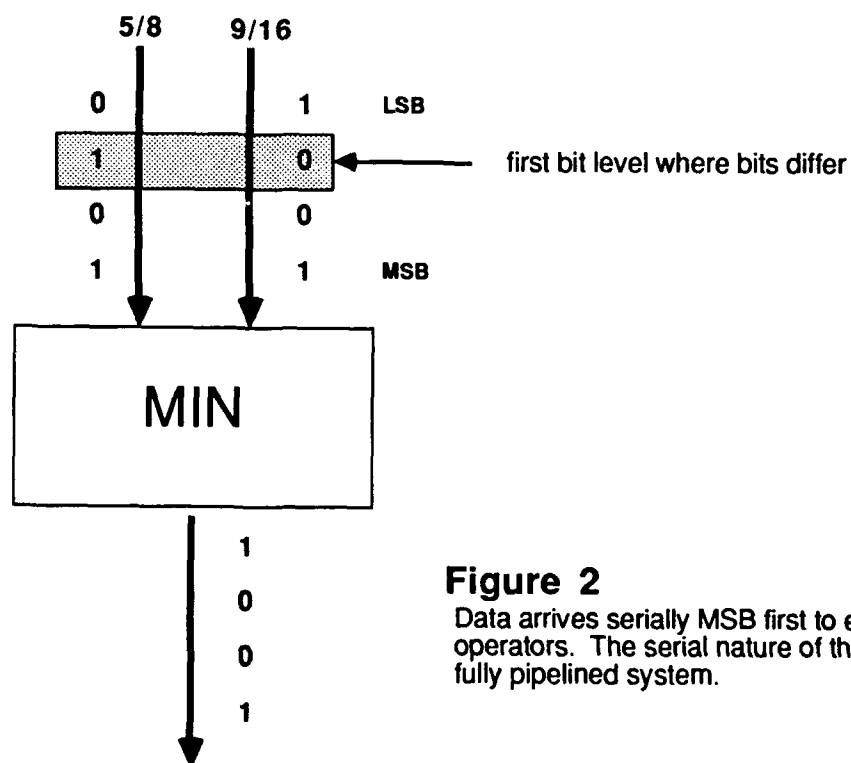 5/8 9/16
0 1 LSB
1 0 first bit level where bits differ
0 0
1 1 MSB
MIN
1
0
0
1
Figure 2
Data arrives serially MSB first to e
operators. The serial nature of th
fully pipelined system.